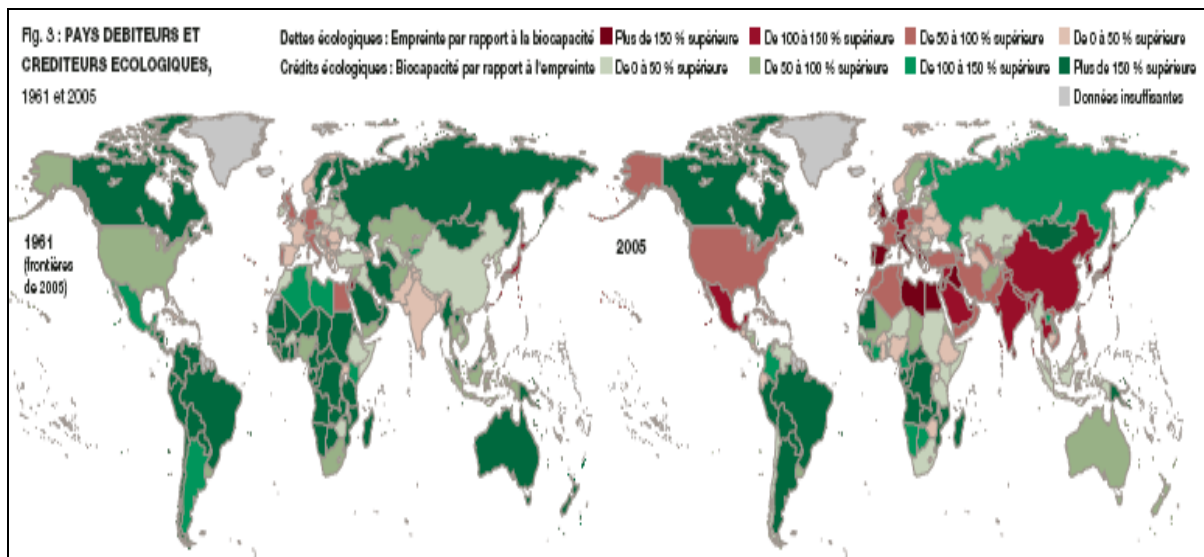 Fig. 3 : PAYS DEBITEURS ET
CREDITEURS ECOLOGIQUES,
1961 et 2005
Dettes écologiques : Empreinte par rapport à la biocapacité Plus de 150 % supérieure De 100 à 150 % supérieure De 50 à 100 % supérieure De 0 à 50 % supérieure
Crédits écologiques : Biocapacité par rapport à l'empreinte De 0 à 50 % supérieure De 50 à 100 % supérieure De 100 à 150 % supérieure Plus de 150 % supérieure
Données insuffisantes
1961
(frontières
de 2005)
2005